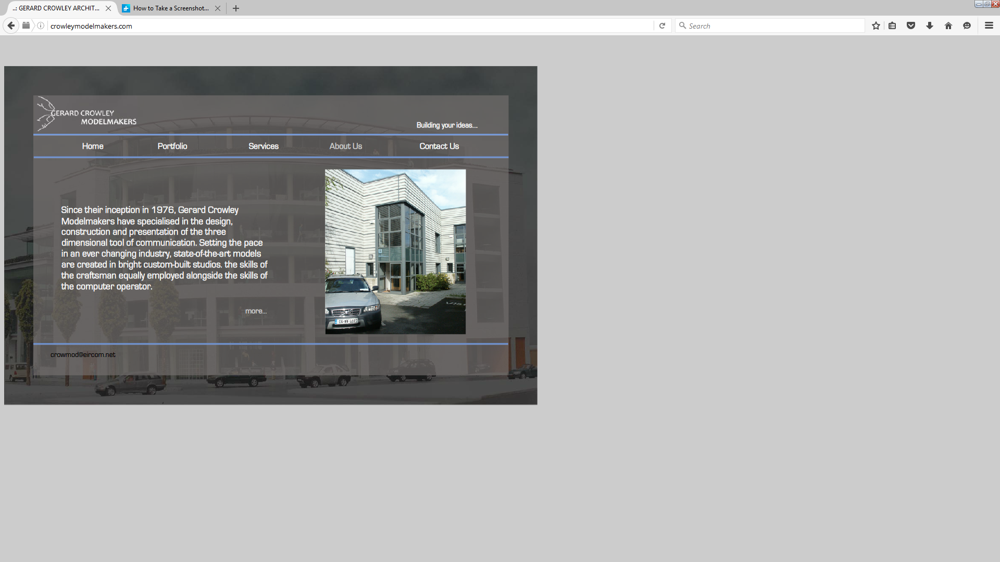 ..: GERARD CROWLEY ARCHIT...
How to Take a Screenshot...
crowleymodelmakers.com
Search
GERARD CROWLEY
MODELMAKERS
Building your ideas....
Home Portfolio Services About Us Contact Us
Since their inception in 1976, Gerard Crowley
Modelmakers have specialised in the design,
construction and presentation of the three
dimensional tool of communication. Setting the pace
in an ever changing industry, state-of-the-art models
are created in bright custom-built studios. the skills of
the craftsman equally employed alongside the skills of
the computer operator.
more...
crowmod@eircom.net